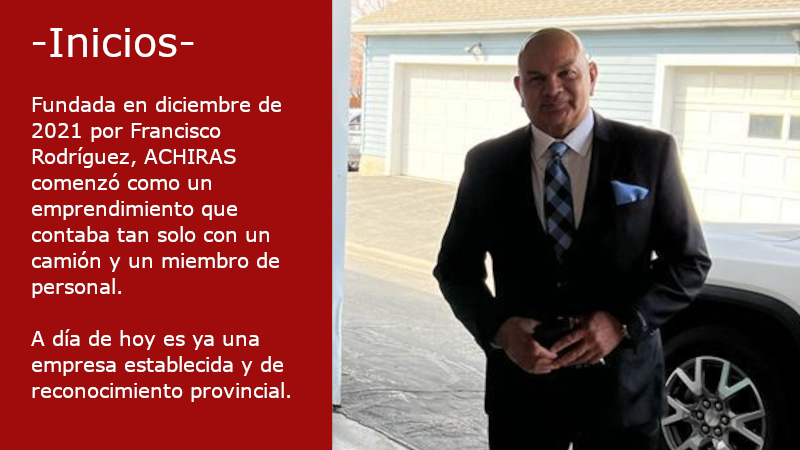 -Inicios-
Fundada en diciembre de
2021 por Francisco
Rodríguez, ACHIRAS
comenzó como un
emprendimiento que
contaba tan solo con un
camión y un miembro de
personal.
A día de hoy es ya una
empresa establecida y de
reconocimiento provincial.